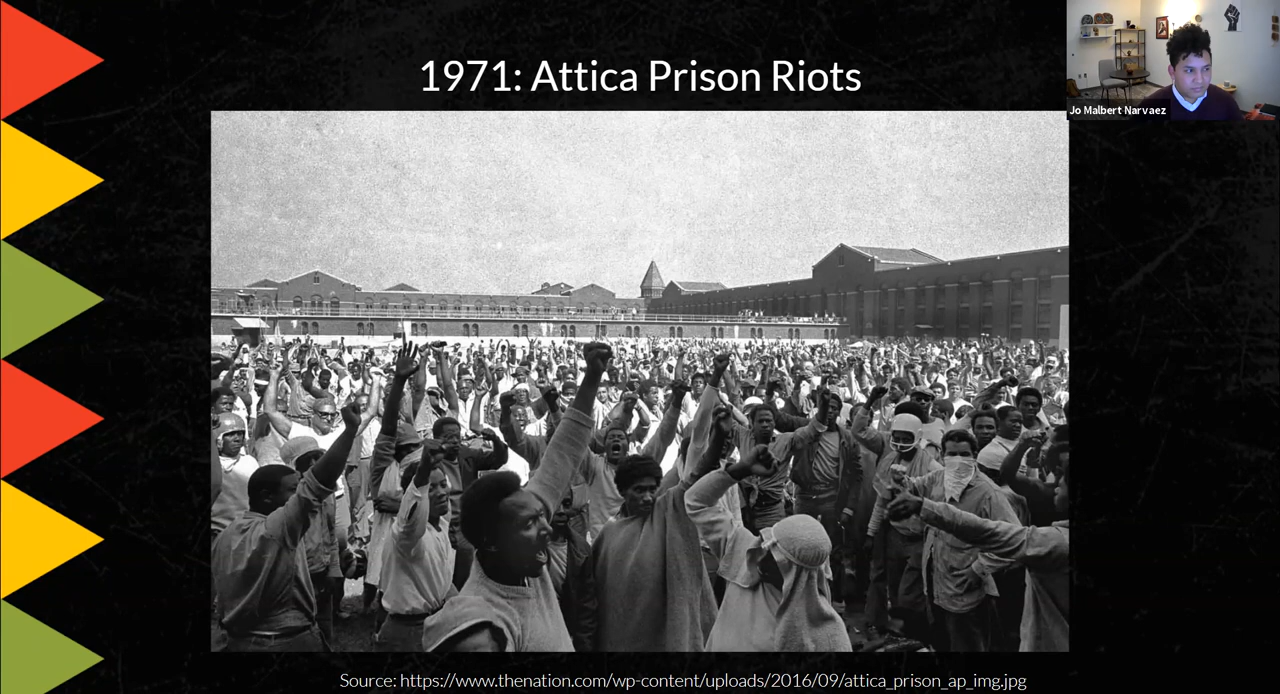 1971: Attica Prison Riots
Jo Malbert Narvaez
Source: https://www.thenation.com/wp-content/uploads/2016/09/attica_prison_ap_img.jpg